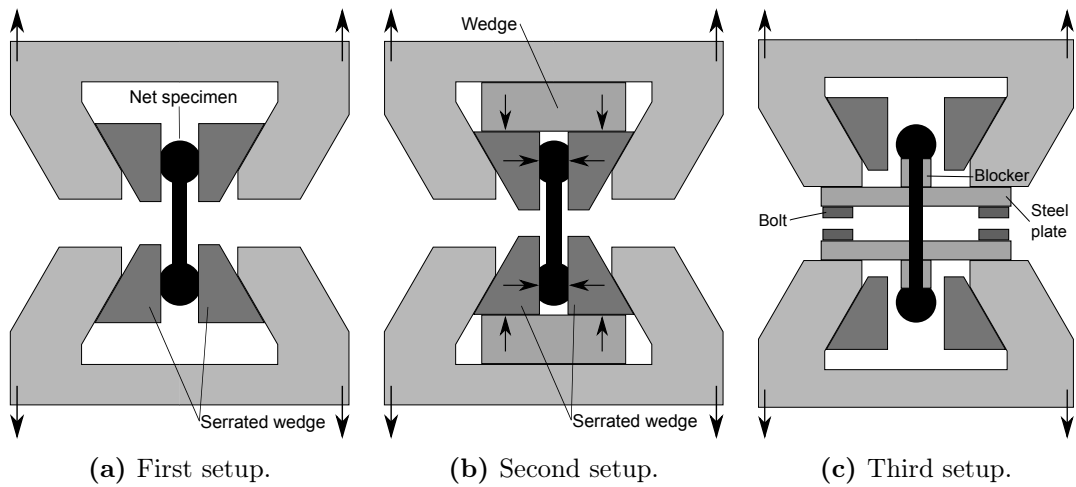 Net specimen
Serrated wedge
(a) First setup.
Wedge
Serrated wedge
(b) Second setup.
Blocker
Bolt
Steel
plate
(c) Third setup.